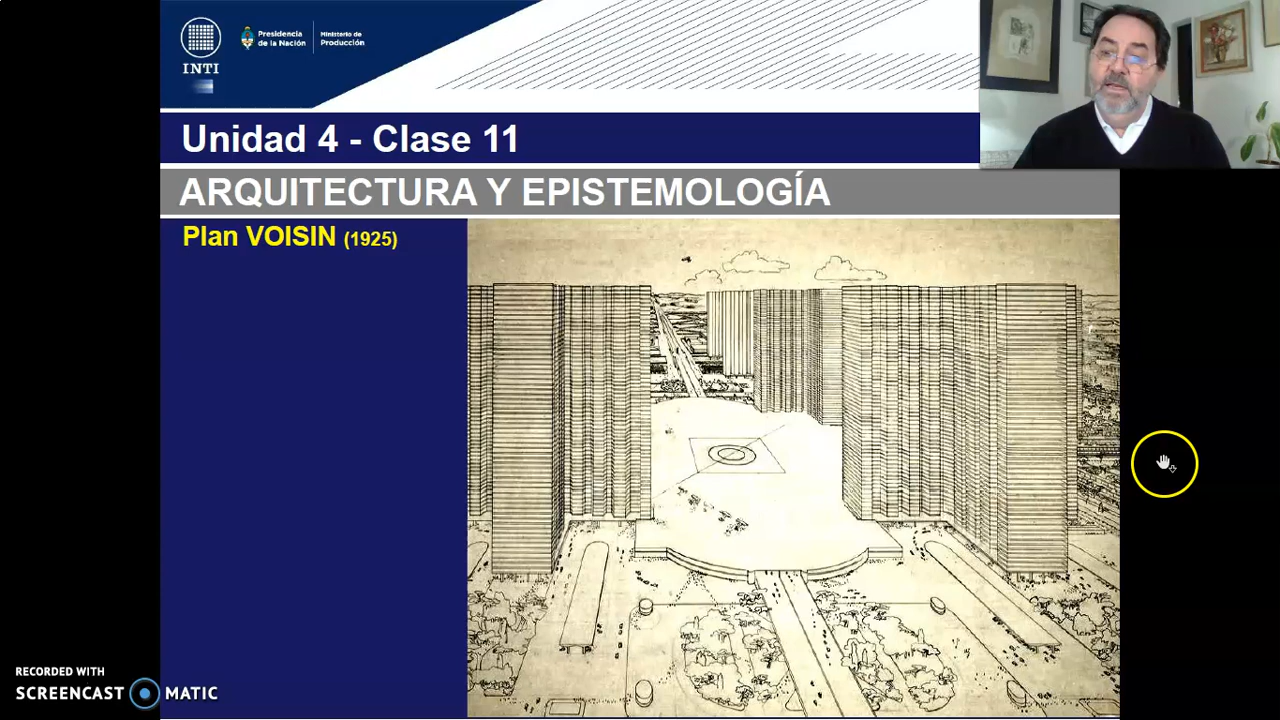 INTI
Presidencia
de la Nación
Ministerio de
Producción
Unidad 4 - Clase 11
ARQUITECTURA Y EPISTEMOLOGÍA
Plan VOISIN (1925)
RECORDED WITH
SCREENCAST MATIC